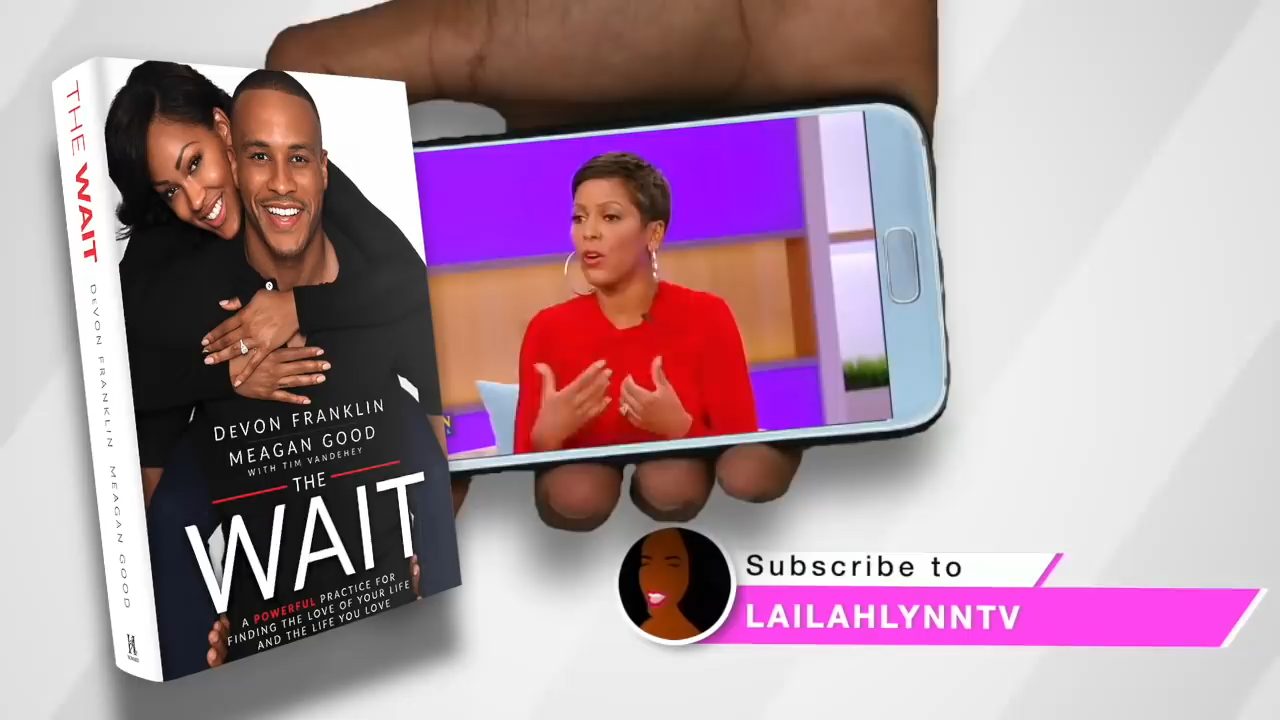 THE WAIT DEVON FRANKLIN MEAGAN GOOD
DEVON FRANKLIN
MEAGAN GOOD
WITH TIM VANDEHEY
THE
WAIT
A POWERFUL PRACTICE FOR
FINDING THE LOVE OF YOUR LIFE
AND THE LIFE YOU LOVE
N
Subscribe to
LAILAHLYNNTV